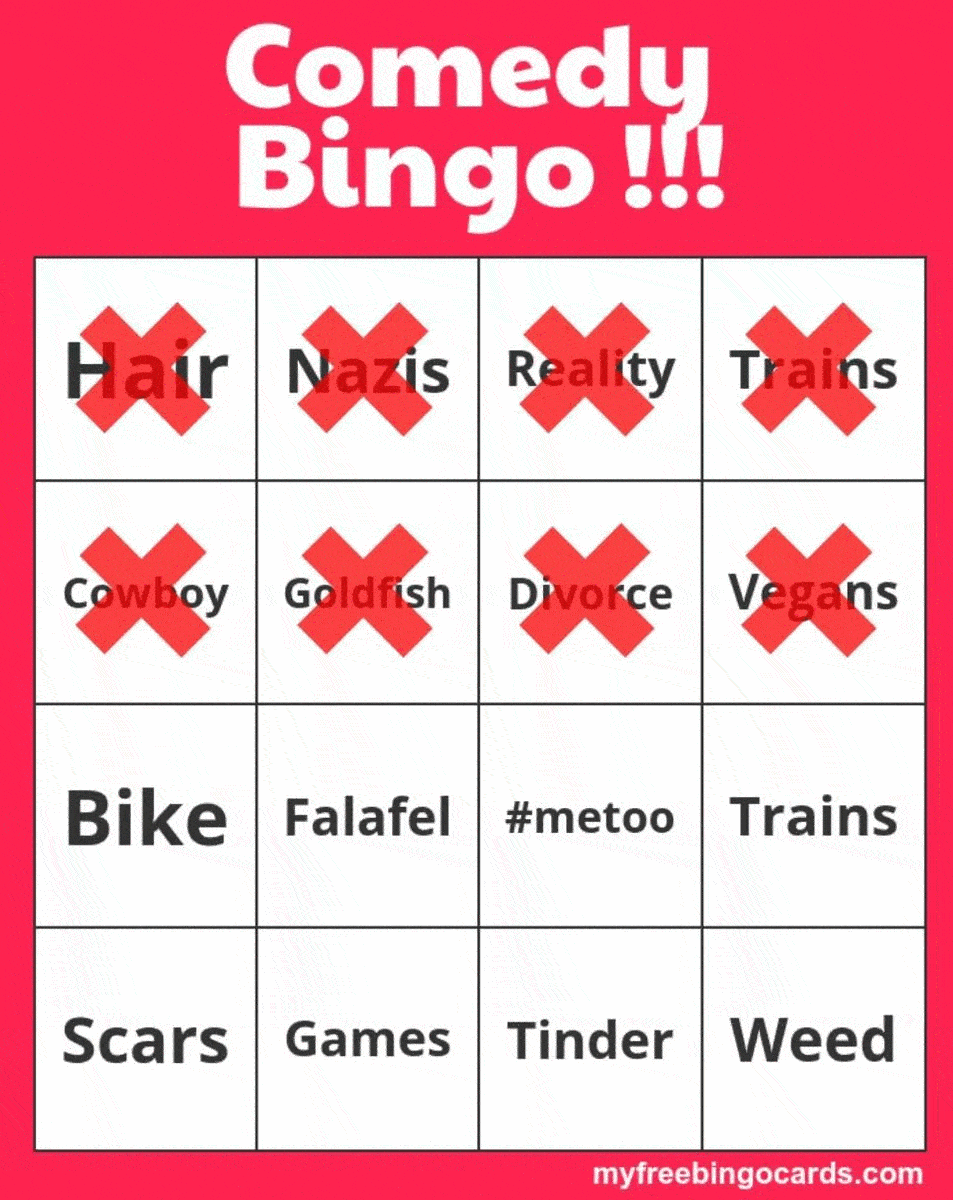 Comedy
Bingo !!!
Hair Nazis Reality Trains
Cowboy Goldfish Divorce Vegans
Bike Falafel #metoo Trains
Scars Games Tinder Weed
myfreebingocards.com